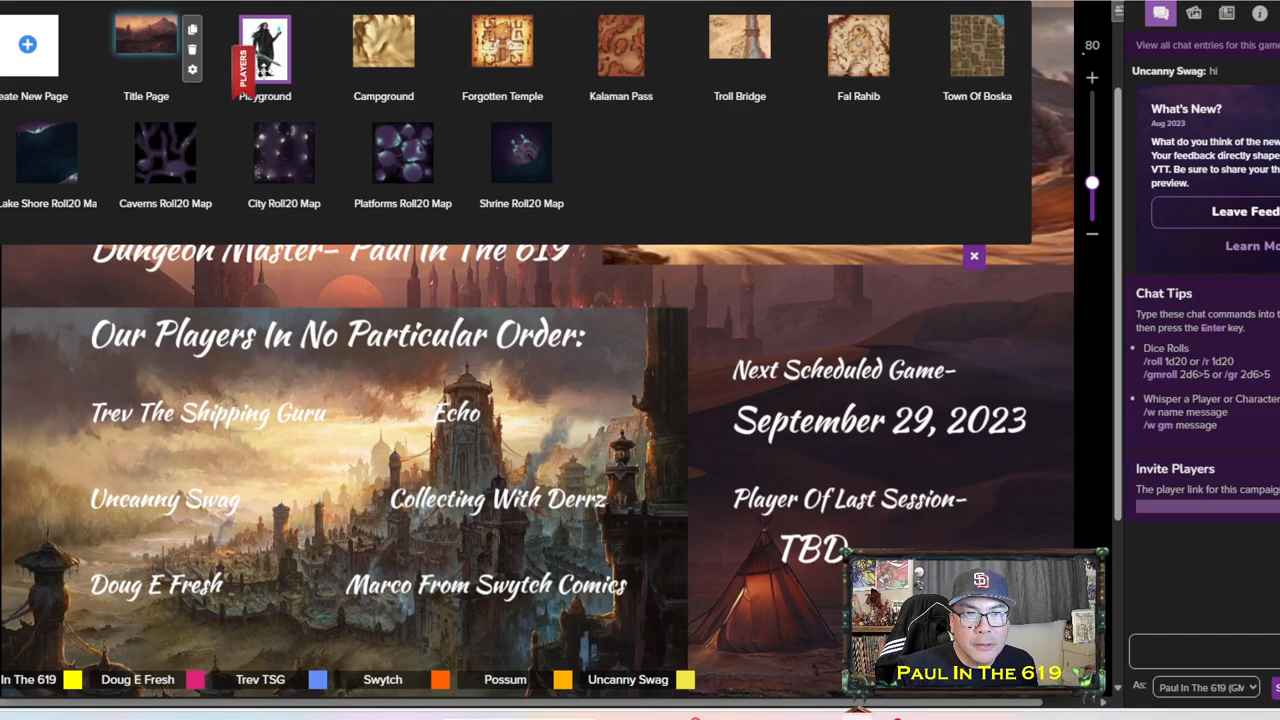 80
View all chat entries for this game
PLAYERS
eate New Page
Title Page
Playground
Campground
Forgotten Temple
Kalaman Pass
Troll Bridge
Fal Rahib
Town Of Boska
Uncanny Swag: hi
What's New?
Aug 2023
What do you think of the new
Your feedback directly shape
VTT. Be sure to share your th
preview.
Leave Feed
Learn Mo
Lake Shore Roll20 Ma
Caverns Roll20 Map
City Roll20 Map
Platforms Roll20 Map
Shrine Roll20 Map
Dungeon Master- Paul In The 619
Our Players In No Particular Order:
Trev The Shipping Guru
Echo
Uncanny Swag
Collecting With Derrz
Doug E Fresh
Marco From Swytch Comics
Next Scheduled Game-
September 29, 2023
Player Of Last Session-
TBD
Chat Tips
Type these chat commands into t
then press the Enter key.
Dice Rolls
/roll 1d20 or /r 1d20
/gmroll 2d6>5 or /gr 2d6>5
Whisper a Player or Character
/w name message
/w gm message
Invite Players
The player link for this campaig
SD
Paul In The 619
In The 619
Doug E Fresh
Trev TSG
Swytch
Possum
Uncanny Swag
As:
Paul In The 619 (GM
S